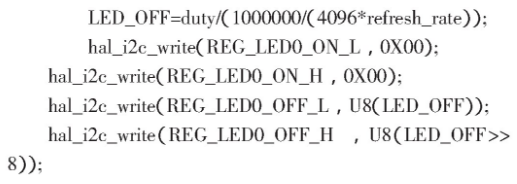 LED_OFF=duty/(1000000/(4096*refresh_rate));
hal_i2c_write(REG_LED0_ON_L , 0X00);
hal_i2c_write(REG_LED0_ON_H , 0X00);
hal_i2c_write(REG_LED0_OFF_L , U8(LED_OFF));
hal_i2c_write(REG_LED0_OFF_H , U8(LED_OFF>>
8));